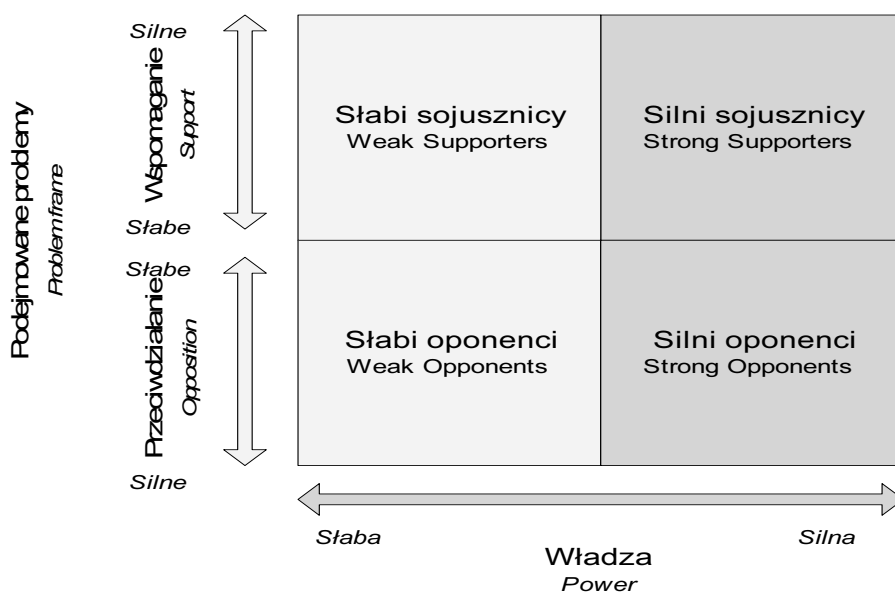 Silne
Podejmowane problemy
Problem frame
Wspomaganie
Support
Słabi sojusznicy
Weak Supporters
Silni sojusznicy
Strong Supporters
Słabe
Słabe
Przeciwdziałanie
Opposition
Słabi oponenci
Weak Opponents
Silni oponenci
Strong Opponents
Silne
Słaba
Silna
Władza
Power